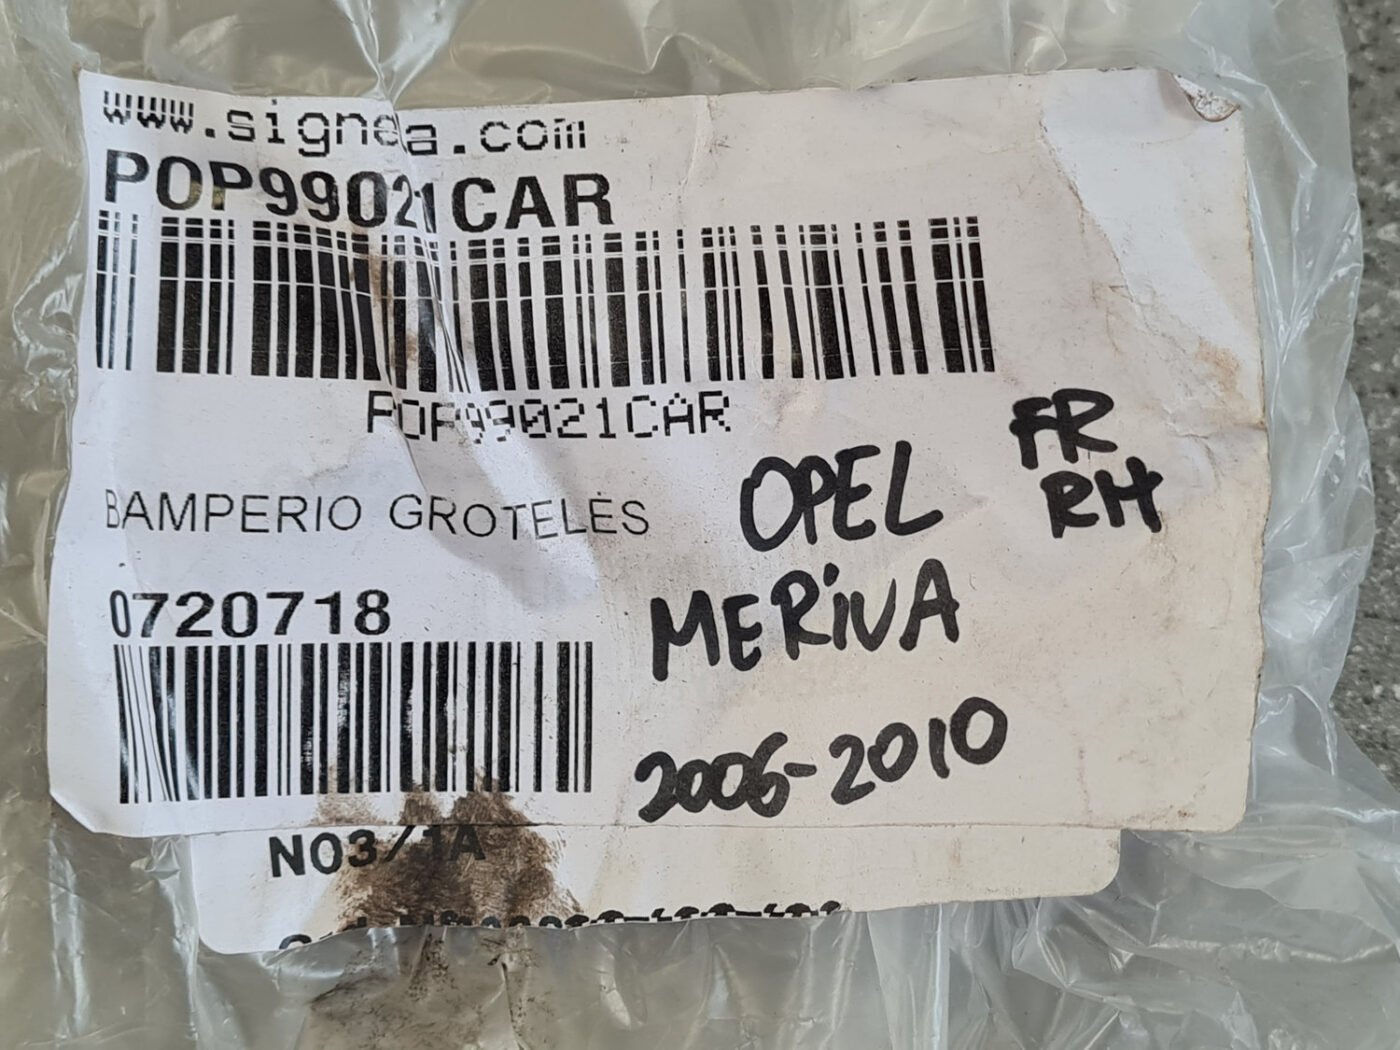 www.signeda.com
POP99021CAR
POP99021CAR
BAMPERIO GROTELĖS
0720718
FR
RH
OPEL
MERiVA
2006-2010
N03/1A